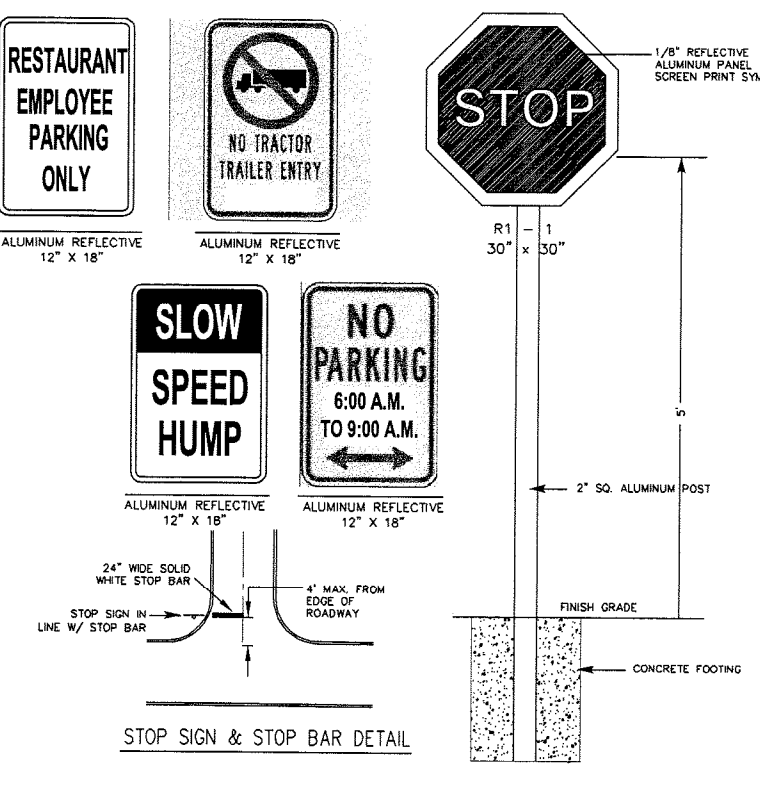 RESTAURANT
EMPLOYEE
PARKING
ONLY
ALUMINUM REFLECTIVE
12" X 18"
NO TRACTOR
TRAILER ENTRY
ALUMINUM REFLECTIVE
12" X 18"
STOP
1/8" REFLECTIVE
ALUMINUM PANEL
SCREEN PRINT SYM
R1 - 1
30" x 30"
5'
2" SQ. ALUMINUM POST
FINISH GRADE
CONCRETE FOOTING
SLOW
SPEED
HUMP
ALUMINUM REFLECTIVE
12" X 18"
NO
PARKING
6:00 A.M.
TO 9:00 A.M.
ALUMINUM REFLECTIVE
12" X 18"
24" WIDE SOLID
WHITE STOP BAR
STOP SIGN IN
LINE W/ STOP BAR
4' MAX. FROM
EDGE OF
ROADWAY
STOP SIGN & STOP BAR DETAIL